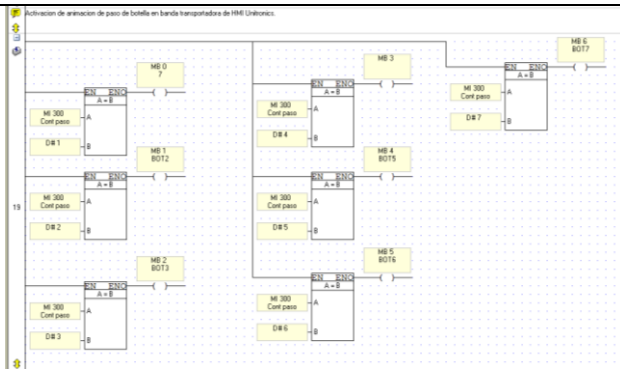 Activacion de animacion de paso de botella en banda transportadora de HMI Unitronics.
19
MB 0
7
EN ENO
A = B
MI 300
Cont paso
A
D# 1
B
MB 1
BOT2
EN ENO
A = B
MI 300
Cont paso
A
D# 2
B
MB 2
BOT3
EN ENO
A = B
MI 300
Cont paso
A
D# 3
B
MB 3
EN ENO
A = B
MI 300
Cont paso
A
D# 4
B
MB 4
BOT5
EN ENO
A = B
MI 300
Cont paso
A
D# 5
B
MB 5
BOT6
EN ENO
A = B
MI 300
Cont paso
A
D# 6
B
MB 6
BOT7
EN ENO
A = B
MI 300
Cont paso
A
D# 7
B